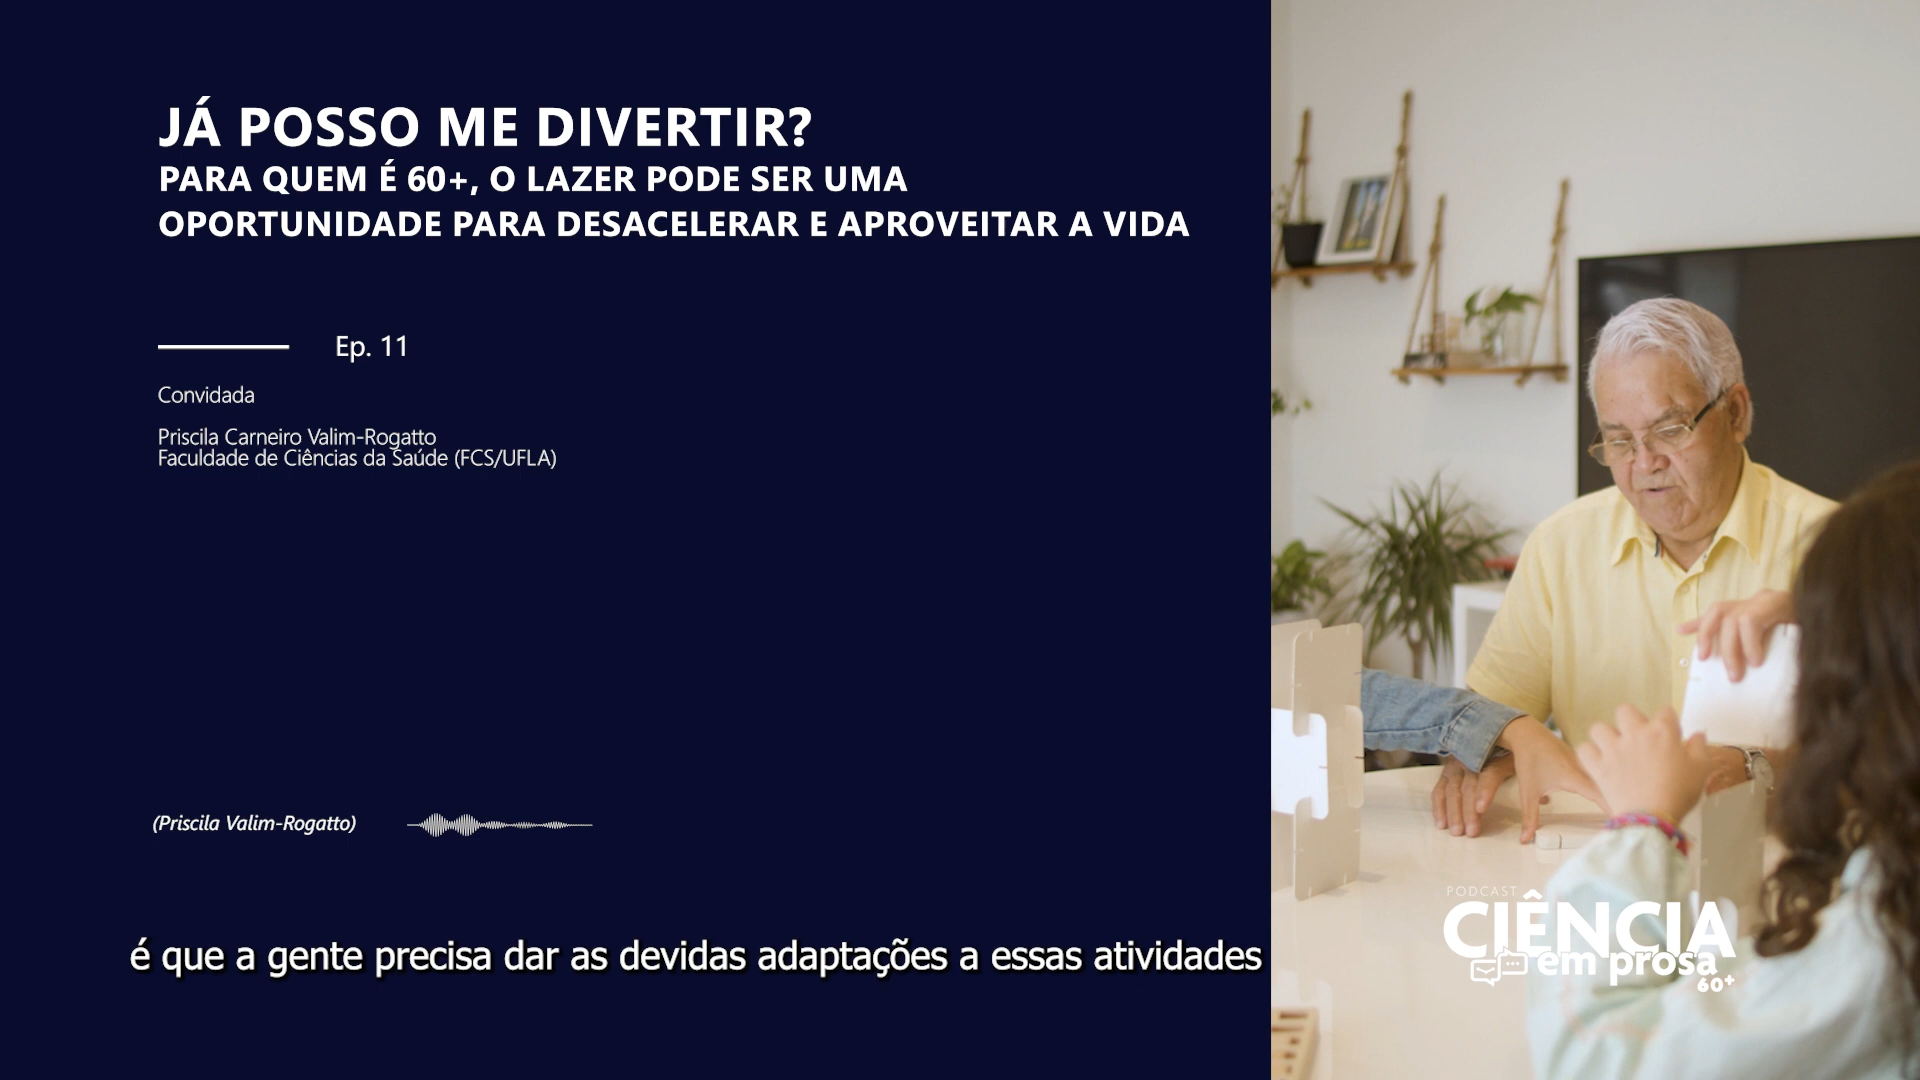 JÁ POSSO ME DIVERTIR?
PARA QUEM É 60+, O LAZER PODE SER UMA
OPORTUNIDADE PARA DESACELERAR E APROVEITAR A VIDA
Ep. 11
Convidada
Priscila Carneiro Valim-Rogatto
Faculdade de Ciências da Saúde (FCS/UFLA)
(Priscila Valim-Rogatto)
é que a gente precisa dar as devidas adaptações a essas atividades
PODCAST
CIÊNCIA
em prosa
60+